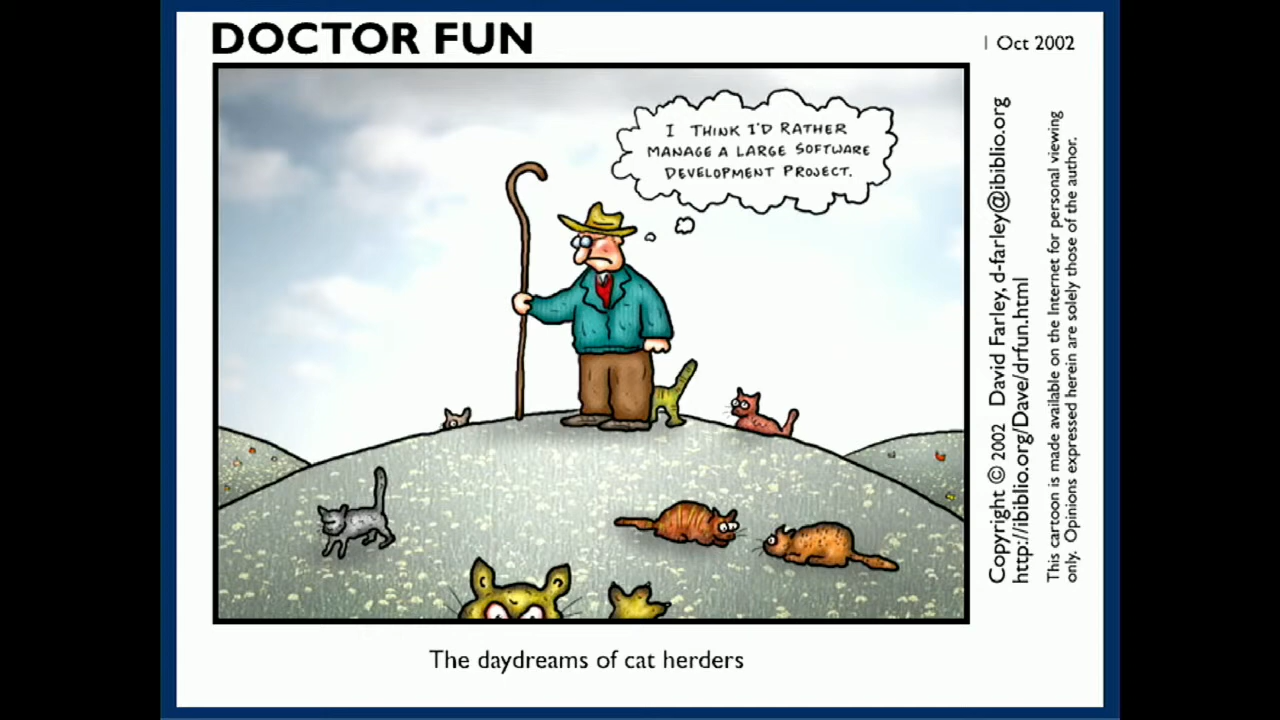 DOCTOR FUN
1 Oct 2002
I THINK I'D RATHER
MANAGE A LARGE SOFTWARE
DEVELOPMENT PROJECT.
Copyright © 2002 David Farley, d-farley@ibiblio.org
http://ibiblio.org/Dave/drfun.html
This cartoon is made available on the Internet for personal viewing
only. Opinions expressed herein are solely those of the author.
The daydreams of cat herders